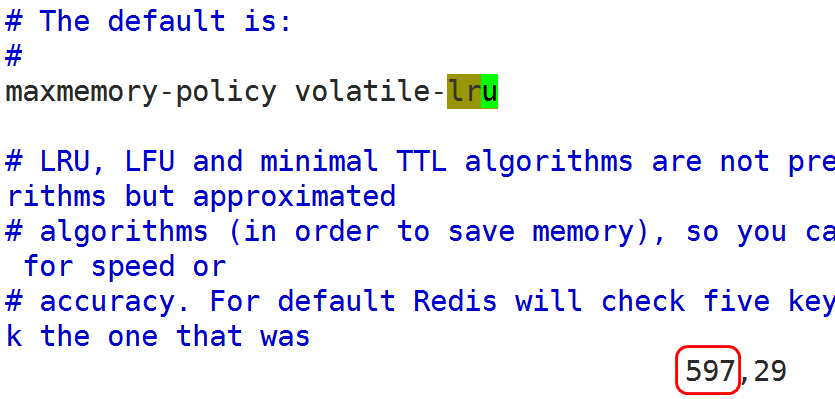 # The default is:
#
maxmemory-policy volatile-lru
# LRU, LFU and minimal TTL algorithms are not pre
rithms but approximated
# algorithms (in order to save memory), so you ca
for speed or
# accuracy. For default Redis will check five key
k the one that was
597,29